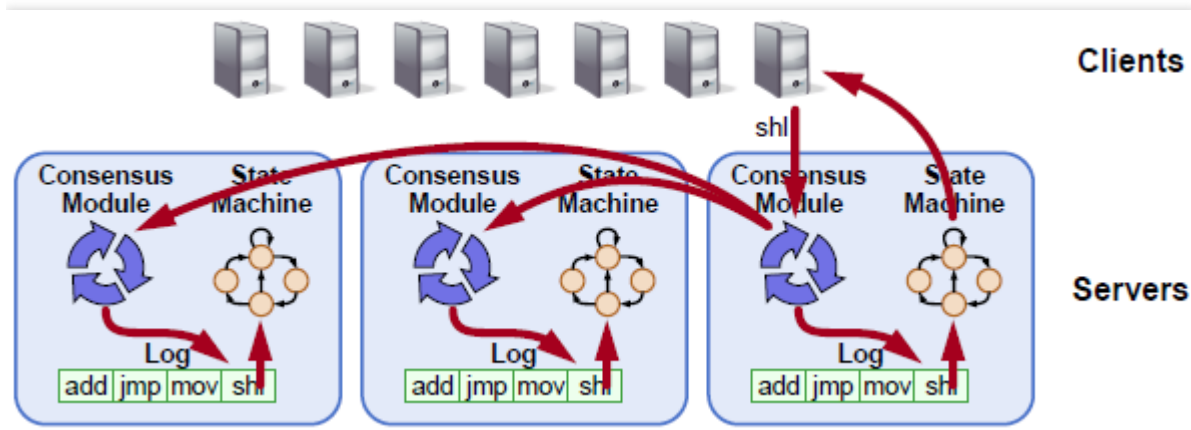 Clients
shl
Consensus Module
State Machine
Consensus Module
State Machine
Consensus Module
State Machine
Servers
Log
add jmp mov shl
Log
add jmp mov shl
Log
add jmp mov shl